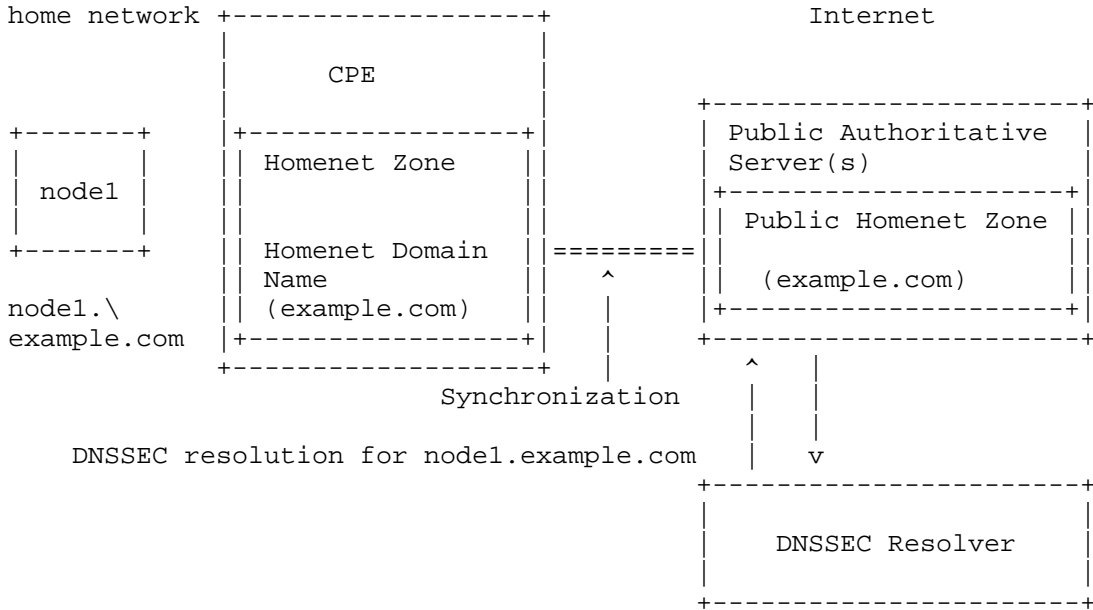 home network Internet
CPE
Public Authoritative
Homenet Zone Server(s)
node1
Public Homenet Zone
Homenet Domain
Name (example.com)
node1.\ (example.com)
example.com
Synchronization
DNSSEC resolution for node1.example.com
DNSSEC Resolver